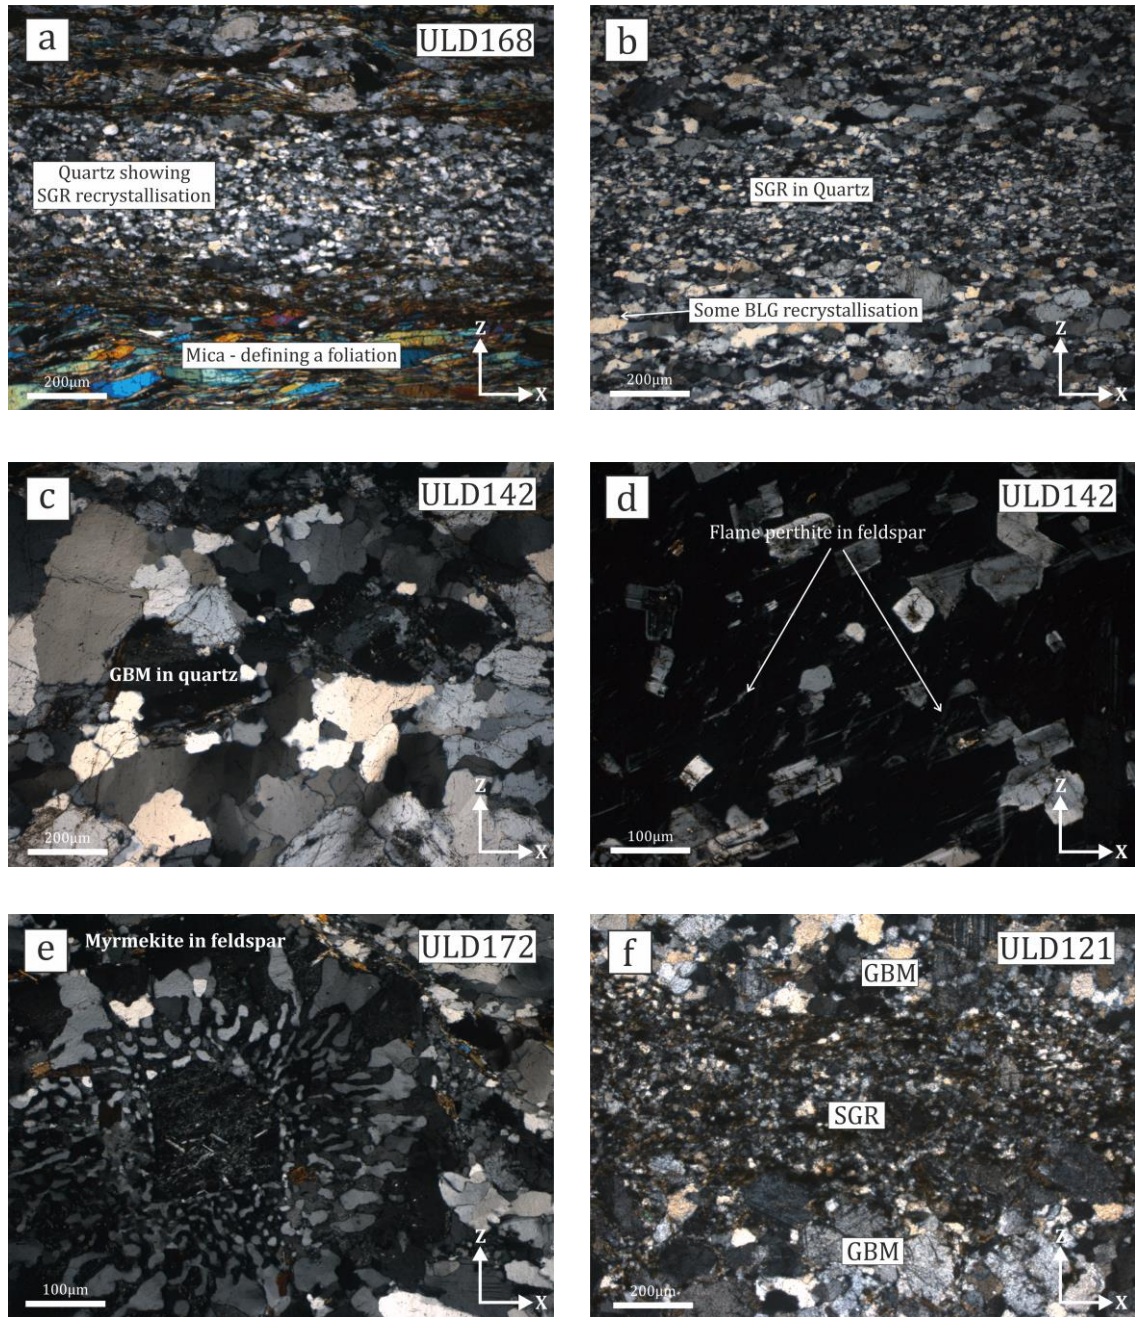 a
ULD168
Quartz showing
SGR recrystallisation
Mica - defining a foliation
200μm
Z
X
b
SGR in Quartz
Some BLG recrystallisation
200μm
Z
X
c
ULD142
GBM in quartz
200μm
Z
X
d
ULD142
Flame perthite in feldspar
100μm
Z
X
e
Myrmekite in feldspar
ULD172
100μm
Z
X
f
ULD121
GBM
SGR
GBM
200μm
Z
X